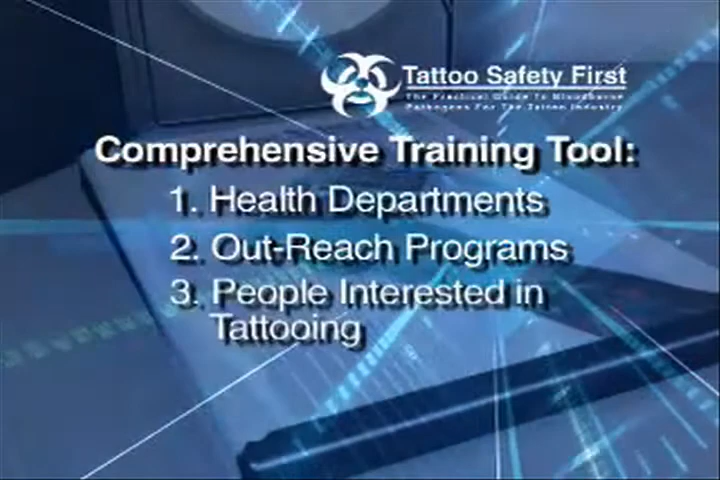 Tattoo Safety First
The Practical Guide To Bloodborne
Pathogens For The Tattoo Industry
Comprehensive Training Tool:
1. Health Departments
2. Out-Reach Programs
3. People Interested in
Tattooing